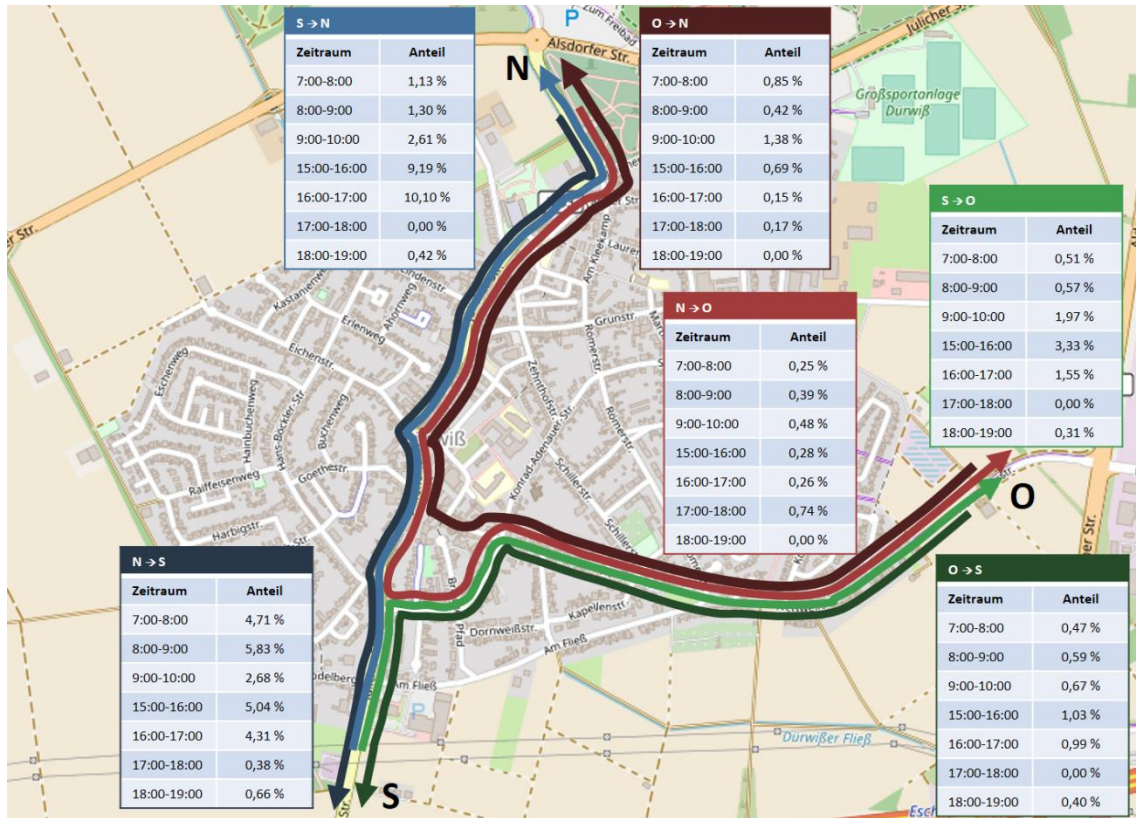 S → N
Zeitraum Anteil
7:00-8:00 1,13 %
8:00-9:00 1,30 %
9:00-10:00 2,61 %
15:00-16:00 9,19 %
16:00-17:00 10,10 %
17:00-18:00 0,00 %
18:00-19:00 0,42 %
O → N
Zeitraum Anteil
7:00-8:00 0,85 %
8:00-9:00 0,42 %
9:00-10:00 1,38 %
15:00-16:00 0,69 %
16:00-17:00 0,15 %
17:00-18:00 0,17 %
18:00-19:00 0,00 %
S → O
Zeitraum Anteil
7:00-8:00 0,51 %
8:00-9:00 0,57 %
9:00-10:00 1,97 %
15:00-16:00 3,33 %
16:00-17:00 1,55 %
17:00-18:00 0,00 %
18:00-19:00 0,31 %
N → O
Zeitraum Anteil
7:00-8:00 0,25 %
8:00-9:00 0,39 %
9:00-10:00 0,48 %
15:00-16:00 0,28 %
16:00-17:00 0,26 %
17:00-18:00 0,74 %
18:00-19:00 0,00 %
N → S
Zeitraum Anteil
7:00-8:00 4,71 %
8:00-9:00 5,83 %
9:00-10:00 2,68 %
15:00-16:00 5,04 %
16:00-17:00 4,31 %
17:00-18:00 0,38 %
18:00-19:00 0,66 %
O → S
Zeitraum Anteil
7:00-8:00 0,47 %
8:00-9:00 0,59 %
9:00-10:00 0,67 %
15:00-16:00 1,03 %
16:00-17:00 0,99 %
17:00-18:00 0,00 %
18:00-19:00 0,40 %
P
Zum Freibad
Alsdorfer Str.
Jülicher Str.
N
Großsportanlage
Durwiß
Am Kleekamp
Lindenstr.
Kastanienweg
Ahornweg
Erlenweg
Grunstr.
Römerstr.
Eichenstr.
Eschenweg
Hainbuchenweg
Hans-Böckler-Str.
Buchenweg
Zehnthofstr.
Konrad-Adenauer-Str.
Römerstr.
Goethestr.
Schillerstr.
Raiffeisenweg
Harbigstr.
Schillerstr.
O
Kapellenstr.
Dornweißstr.
Pfad
Am Fließ
Am Fließ
P
Dürwißer Fließ
S
Str.